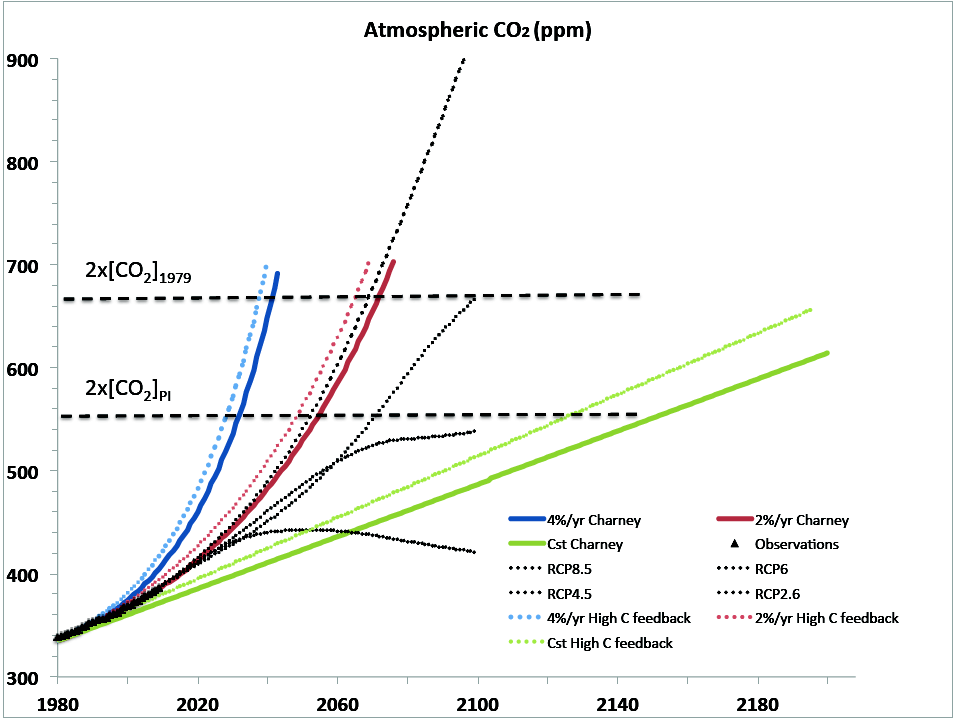 Atmospheric CO₂ (ppm)
900
800
700
2x[CO₂]₁₉₇₉
600
2x[CO₂]PI
500
4%/yr Charney 2%/yr Charney
Cst Charney Observations
RCP8.5 RCP6
400
RCP4.5 RCP2.6
4%/yr High C feedback 2%/yr High C feedback
Cst High C feedback
300
1980 2020 2060 2100 2140 2180